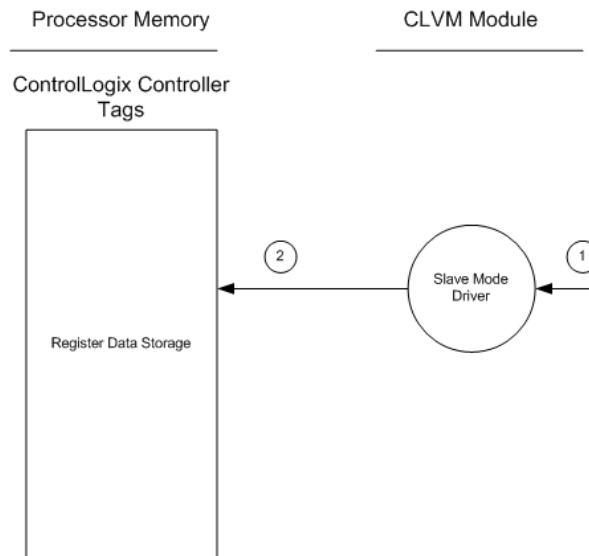 Processor Memory
CLVM Module
ControlLogix Controller
Tags
2
1
Slave Mode
Driver
Register Data Storage